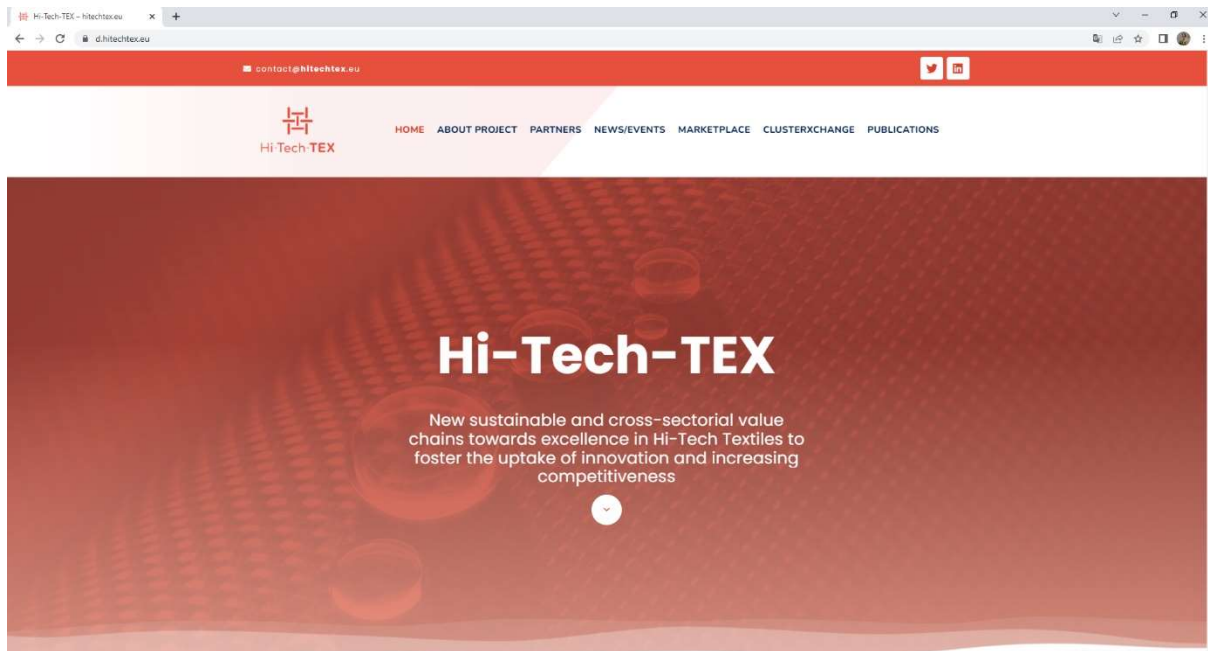 Hi-Tech-TEX – hitechtex.eu
d.hitechtex.eu
contact@hitechtex.eu
Hi-Tech-TEX
HOME ABOUT PROJECT PARTNERS NEWS/EVENTS MARKETPLACE CLUSTERXCHANGE PUBLICATIONS
Hi-Tech-TEX
New sustainable and cross-sectorial value
chains towards excellence in Hi-Tech Textiles to
foster the uptake of innovation and increasing
competitiveness